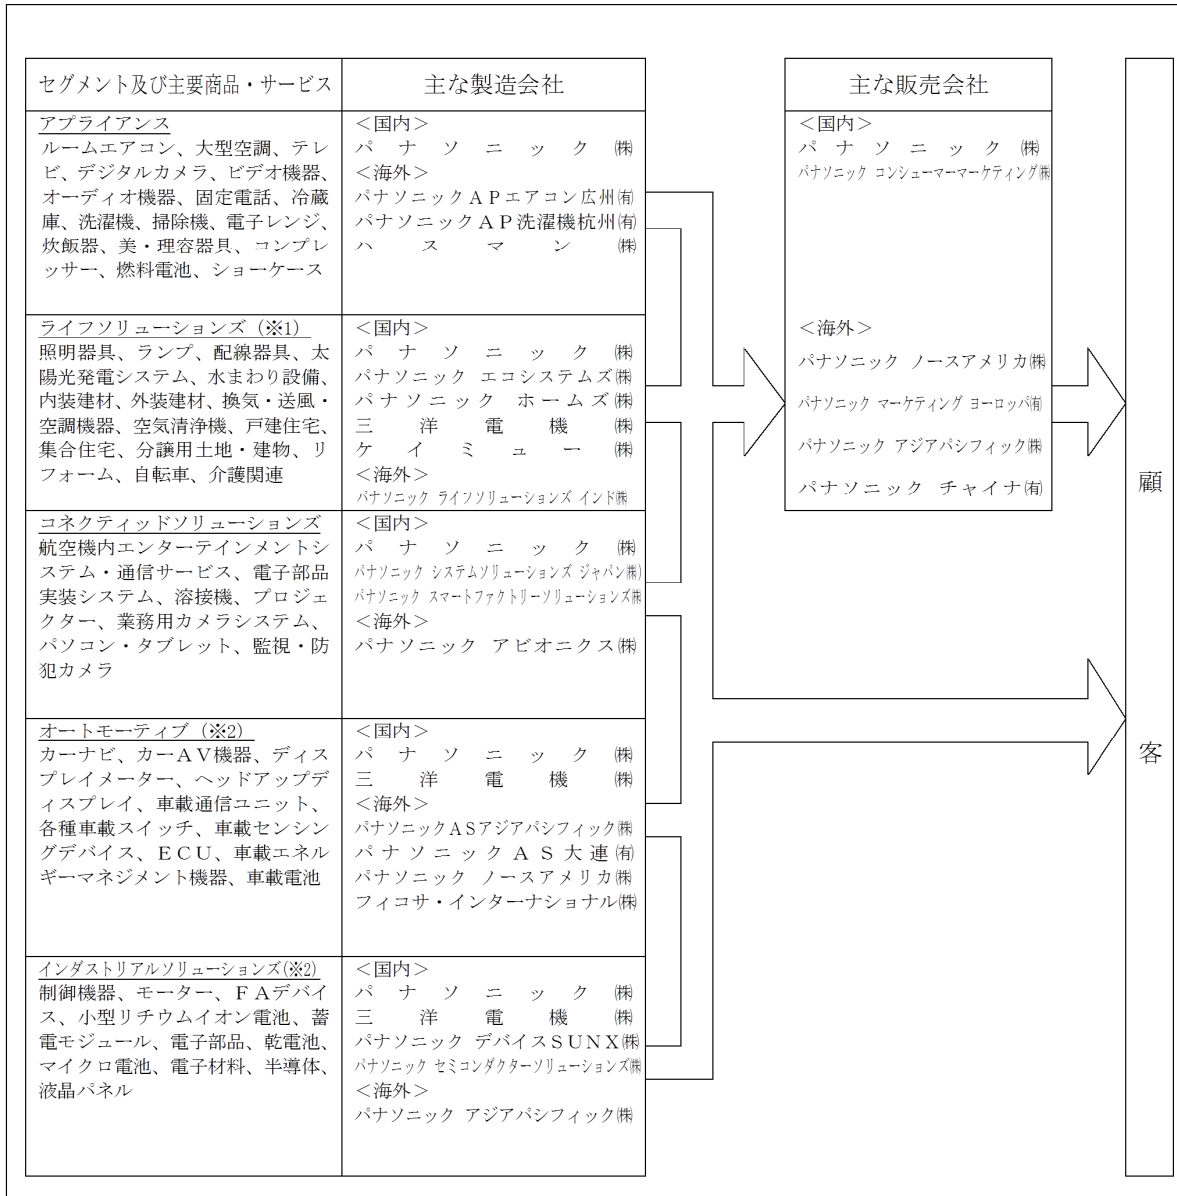 セグメント及び主要商品・サービス
主な製造会社
主な販売会社
アプライアンス
ルームエアコン、大型空調、テレ
ビ、デジタルカメラ、ビデオ機器、
オーディオ機器、固定電話、冷蔵
庫、洗濯機、掃除機、電子レンジ、
炊飯器、美・理容器具、コンプレ
ッサー、燃料電池、ショーケース
<国内>
パナソニック㈱
<海外>
パナソニックAPエアコン広州㈲
パナソニックAP洗濯機杭州㈲
ハスマン㈱
ライフソリューションズ(※1)
照明器具、ランプ、配線器具、太
陽光発電システム、水まわり設備、
内装建材、外装建材、換気・送風・
空調機器、空気清浄機、戸建住宅、
集合住宅、分譲用土地・建物、リ
フォーム、自転車、介護関連
<国内>
パナソニック㈱
パナソニック エコシステムズ㈱
パナソニック ホームズ㈱
三洋電機㈱
ケイミュー㈱
<海外>
パナソニック ライフソリューションズ インド㈱
コネクティッドソリューションズ
航空機内エンターテインメントシ
ステム・通信サービス、電子部品
実装システム、溶接機、プロジェ
クター、業務用カメラシステム、
パソコン・タブレット、監視・防
犯カメラ
<国内>
パナソニック㈱
パナソニック システムソリューションズ ジャパン㈱
パナソニック スマートファクトリーソリューションズ㈱
<海外>
パナソニック アビオニクス㈱
オートモーティブ(※2)
カーナビ、カーAV機器、ディス
プレイメーター、ヘッドアップデ
ィスプレイ、車載通信ユニット、
各種車載スイッチ、車載センシン
グデバイス、ECU、車載エネル
ギーマネジメント機器、車載電池
<国内>
パナソニック㈱
三洋電機㈱
<海外>
パナソニックASアジアパシフィック㈱
パナソニックAS大連㈲
パナソニック ノースアメリカ㈱
フィコサ・インターナショナル㈱
インダストリアルソリューションズ(※2)
制御機器、モーター、FAデバイ
ス、小型リチウムイオン電池、蓄
電モジュール、電子部品、乾電池、
マイクロ電池、電子材料、半導体、
液晶パネル
<国内>
パナソニック㈱
三洋電機㈱
パナソニック デバイスSUNX㈱
パナソニック セミコンダクターソリューションズ㈱
<海外>
パナソニック アジアパシフィック㈱
<国内>
パナソニック㈱
パナソニック コンシューマーマーケティング㈱
<海外>
パナソニック ノースアメリカ㈱
パナソニック マーケティング ヨーロッパ㈲
パナソニック アジアパシフィック㈱
パナソニック チャイナ㈲
顧
客